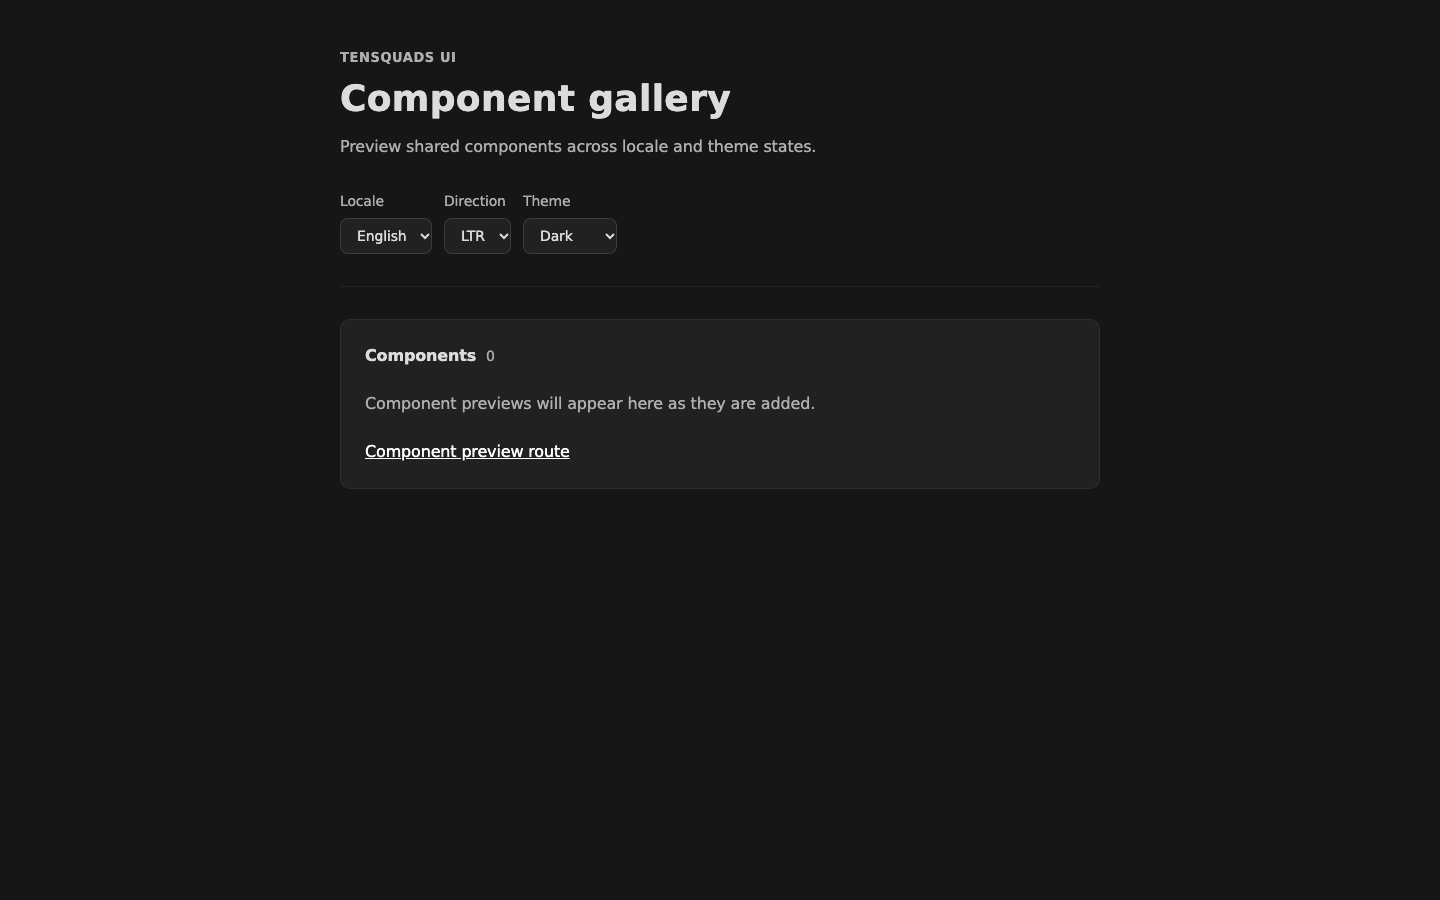 TENSQUADS UI
Component gallery
Preview shared components across locale and theme states.
Locale Direction Theme
English LTR Dark
Components 0
Component previews will appear here as they are added.
Component preview route